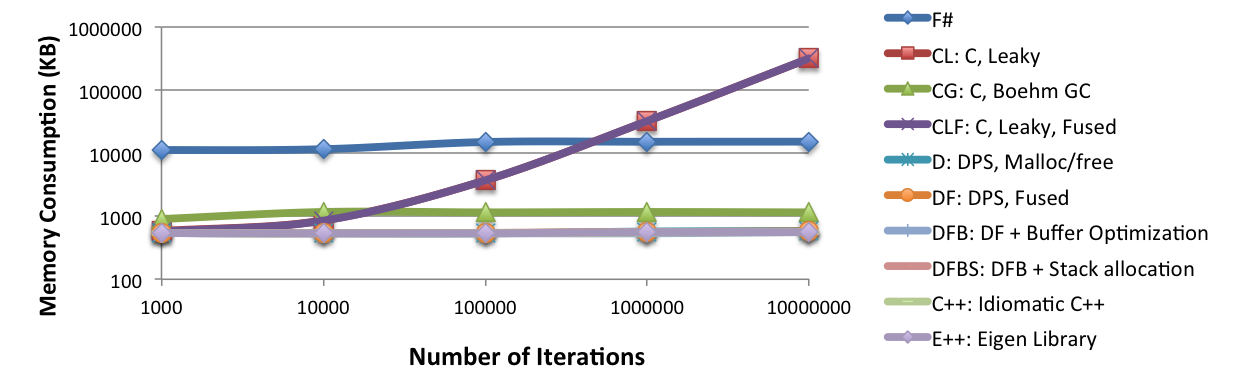 Memory Consumption (KB)
1000000
100000
10000
1000
100
1000
10000
100000
1000000
10000000
Number of Iterations
F#
CL: C, Leaky
CG: C, Boehm GC
CLF: C, Leaky, Fused
D: DPS, Malloc/free
DF: DPS, Fused
DFB: DF + Buffer Optimization
DFBS: DFB + Stack allocation
C++: Idiomatic C++
E++: Eigen Library